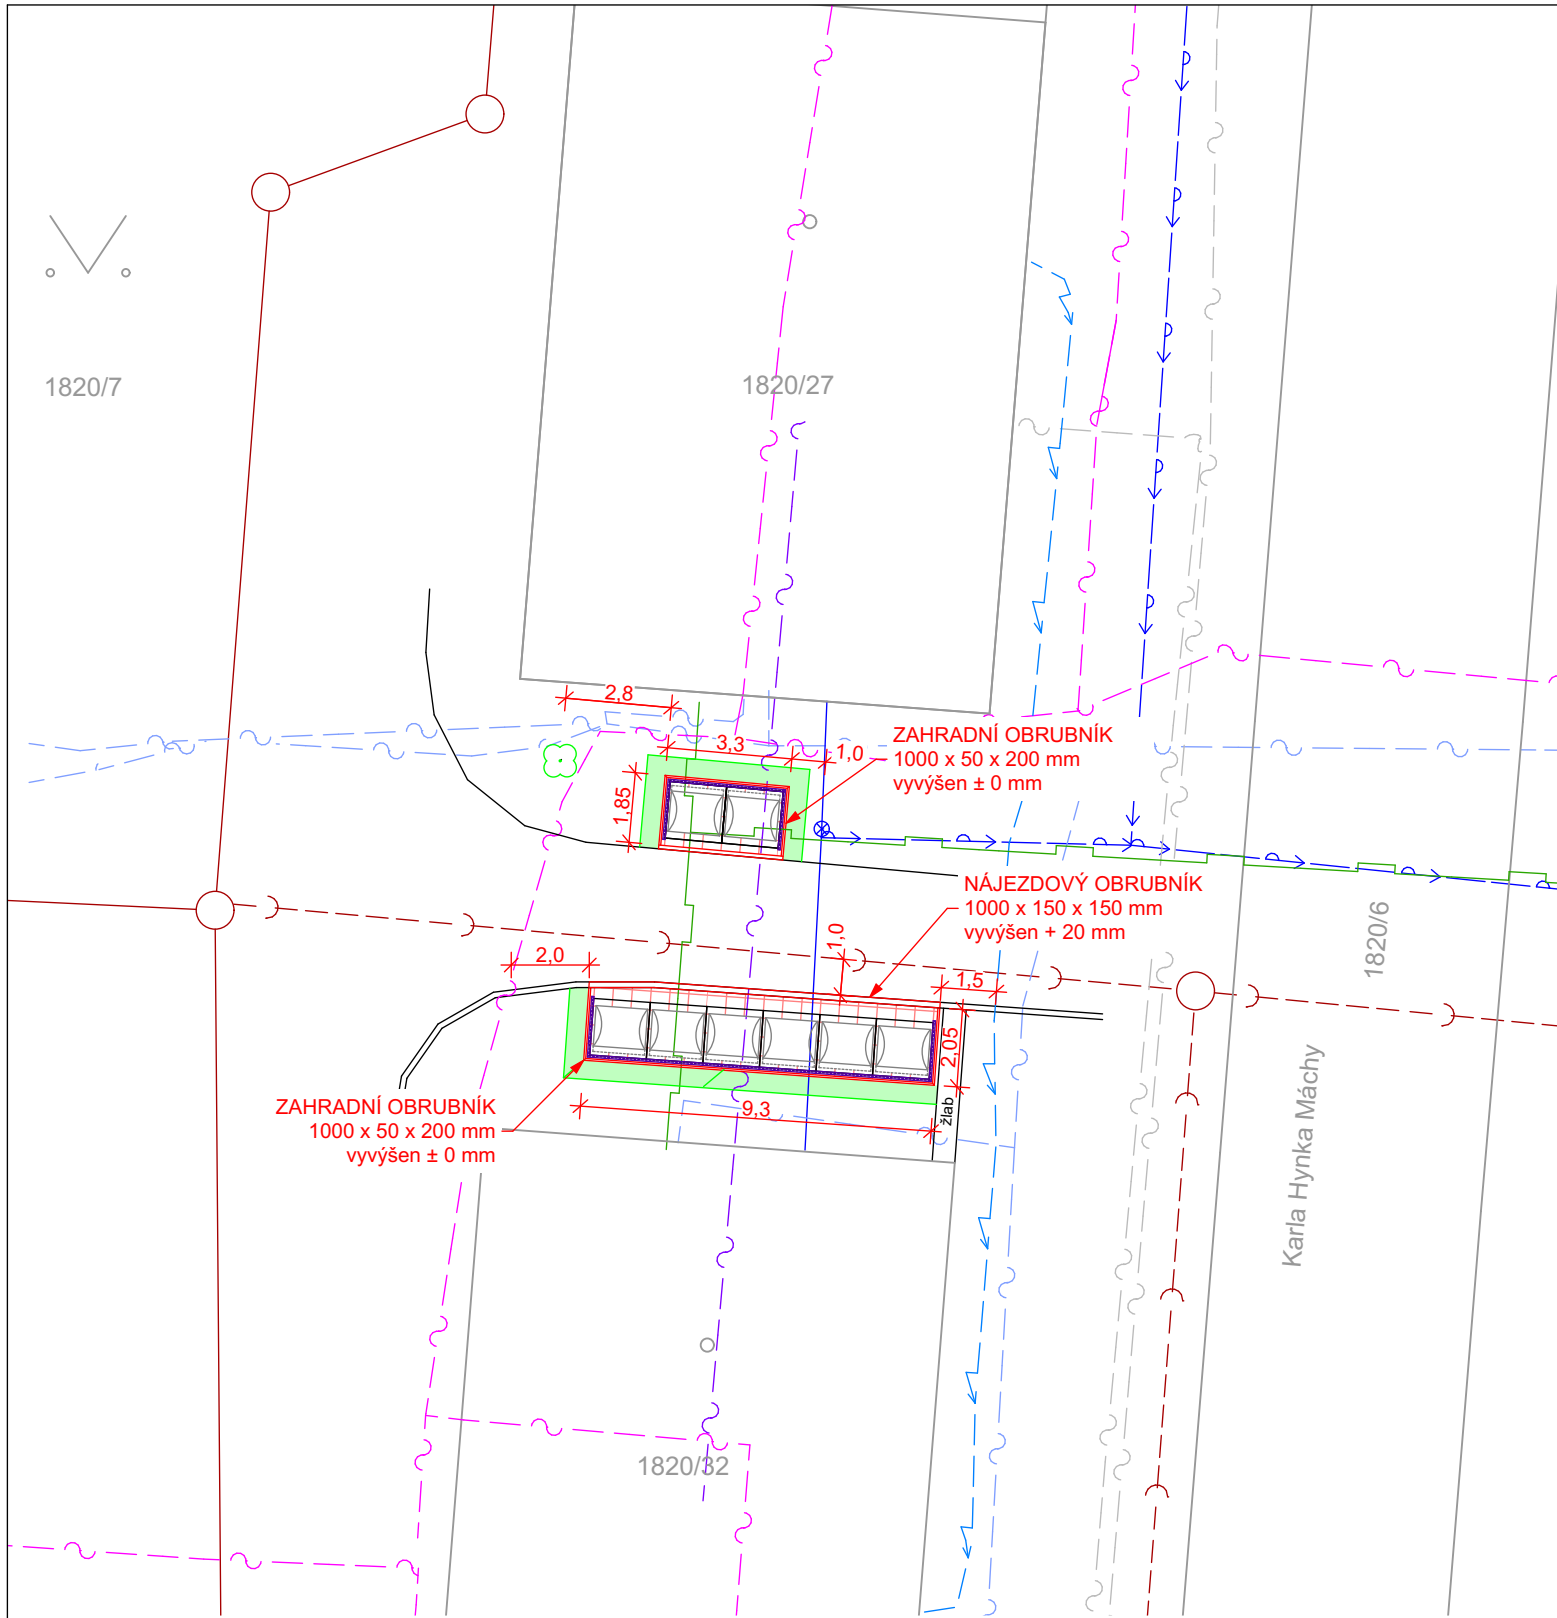 1820/7
1820/27
2,8
3,3
1,0
1,85
ZAHRADNÍ OBRUBNÍK
1000 x 50 x 200 mm
vyvýšen ± 0 mm
NÁJEZDOVÝ OBRUBNÍK
1000 x 150 x 150 mm
vyvýšen + 20 mm
1820/6
2,0
1,0
1,5
2,05
9,3
žlab
ZAHRADNÍ OBRUBNÍK
1000 x 50 x 200 mm
vyvýšen ± 0 mm
Karla Hynka Máchy
1820/32